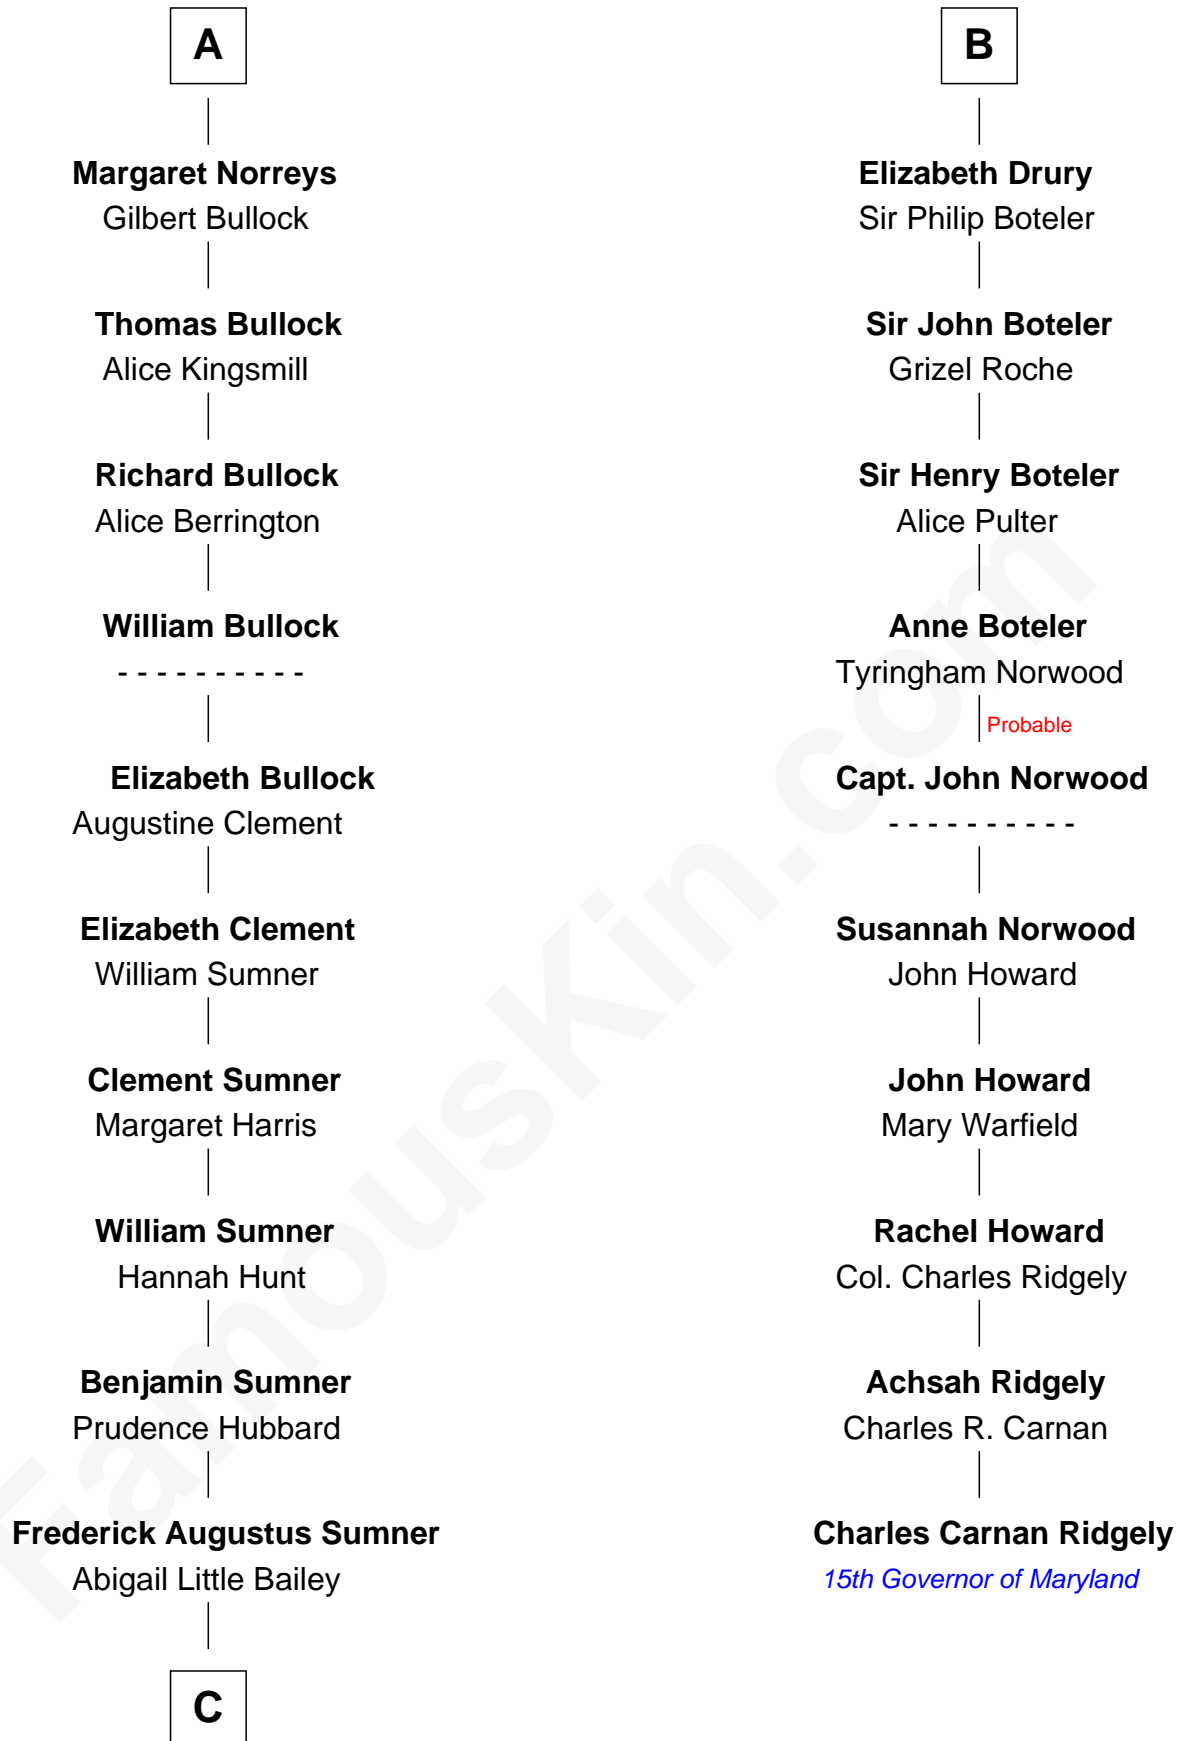 A
Margaret Norreys
Gilbert Bullock
Thomas Bullock
Alice Kingsmill
Richard Bullock
Alice Berrington
William Bullock
- - - - - - - - - -
Elizabeth Bullock
Augustine Clement
Elizabeth Clement
William Sumner
Clement Sumner
Margaret Harris
William Sumner
Hannah Hunt
Benjamin Sumner
Prudence Hubbard
Frederick Augustus Sumner
Abigail Little Bailey
C
B
Elizabeth Drury
Sir Philip Boteler
Sir John Boteler
Grizel Roche
Sir Henry Boteler
Alice Pulter
Anne Boteler
Tyringham Norwood
Probable
Capt. John Norwood
- - - - - - - - - -
Susannah Norwood
John Howard
John Howard
Mary Warfield
Rachel Howard
Col. Charles Ridgely
Achsah Ridgely
Charles R. Carnan
Charles Carnan Ridgely
15th Governor of Maryland
FamousKin.com